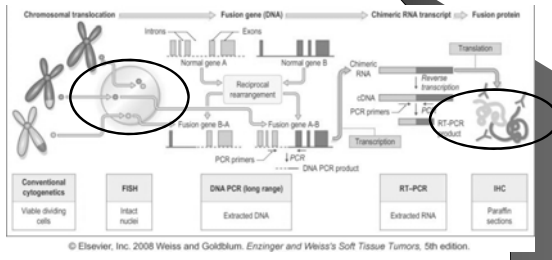 Chromosomal translocation
Fusion gene (DNA)
Chimeric RNA transcript
Fusion protein
Introns
Exons
Normal gene A
Normal gene B
Reciprocal
rearrangement
Fusion gene B-A
Fusion gene A-B
PCR primers
PCR
DNA PCR product
Chimeric
RNA
Reverse
transcription
cDNA
PCR primers
RT-PCR
product
Transcription
Translation
Conventional
cytogenetics
Viable dividing
cells
FISH
Intact
nuclei
DNA PCR (long range)
Extracted DNA
RT-PCR
Extracted RNA
IHC
Paraffin
sections
© Elsevier, Inc. 2008 Weiss and Goldblum. Enzinger and Weiss's Soft Tissue Tumors, 5th edition.